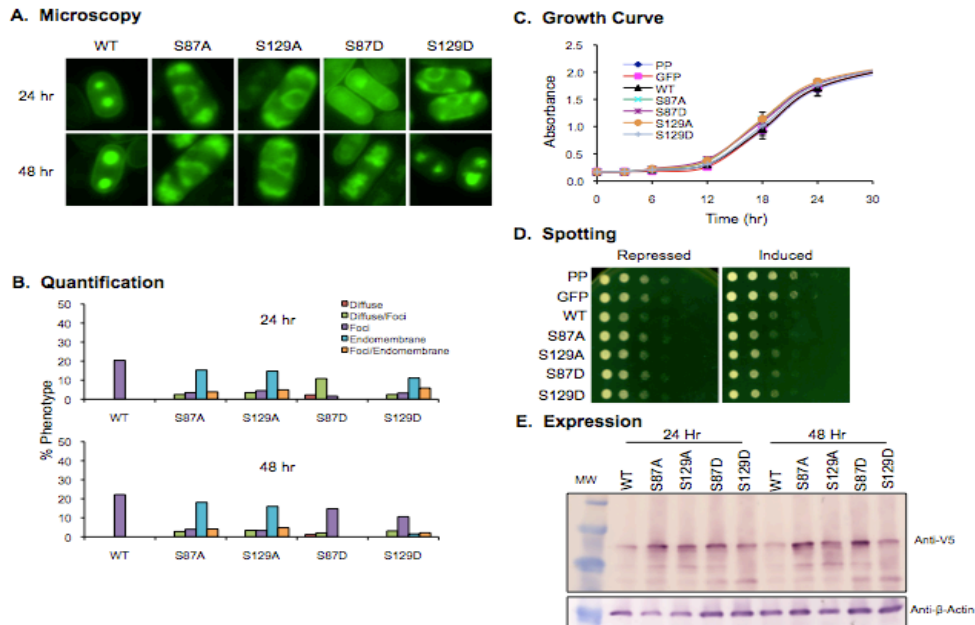 A. Microscopy
WT S87A S129A S87D S129D
24 hr
48 hr
B. Quantification
% Phenotype
50
40
30
20
10
0
24 hr
Diffuse
Diffuse/Foci
Foci
Endomembrane
Foci/Endomembrane
WT S87A S129A S87D S129D
50
40
30
20
10
0
48 hr
WT S87A S129A S87D S129D
C. Growth Curve
Absorbance
2.5
2.0
1.5
1.0
0.5
0.0
PP
GFP
WT
S87A
S87D
S129A
S129D
0 6 12 18 24 30
Time (hr)
D. Spotting
Repressed Induced
PP
GFP
WT
S87A
S129A
S87D
S129D
E. Expression
24 Hr 48 Hr
MW WT S87A S129A S87D S129D WT S87A S129A S87D S129D
Anti-V5
Anti-β-Actin